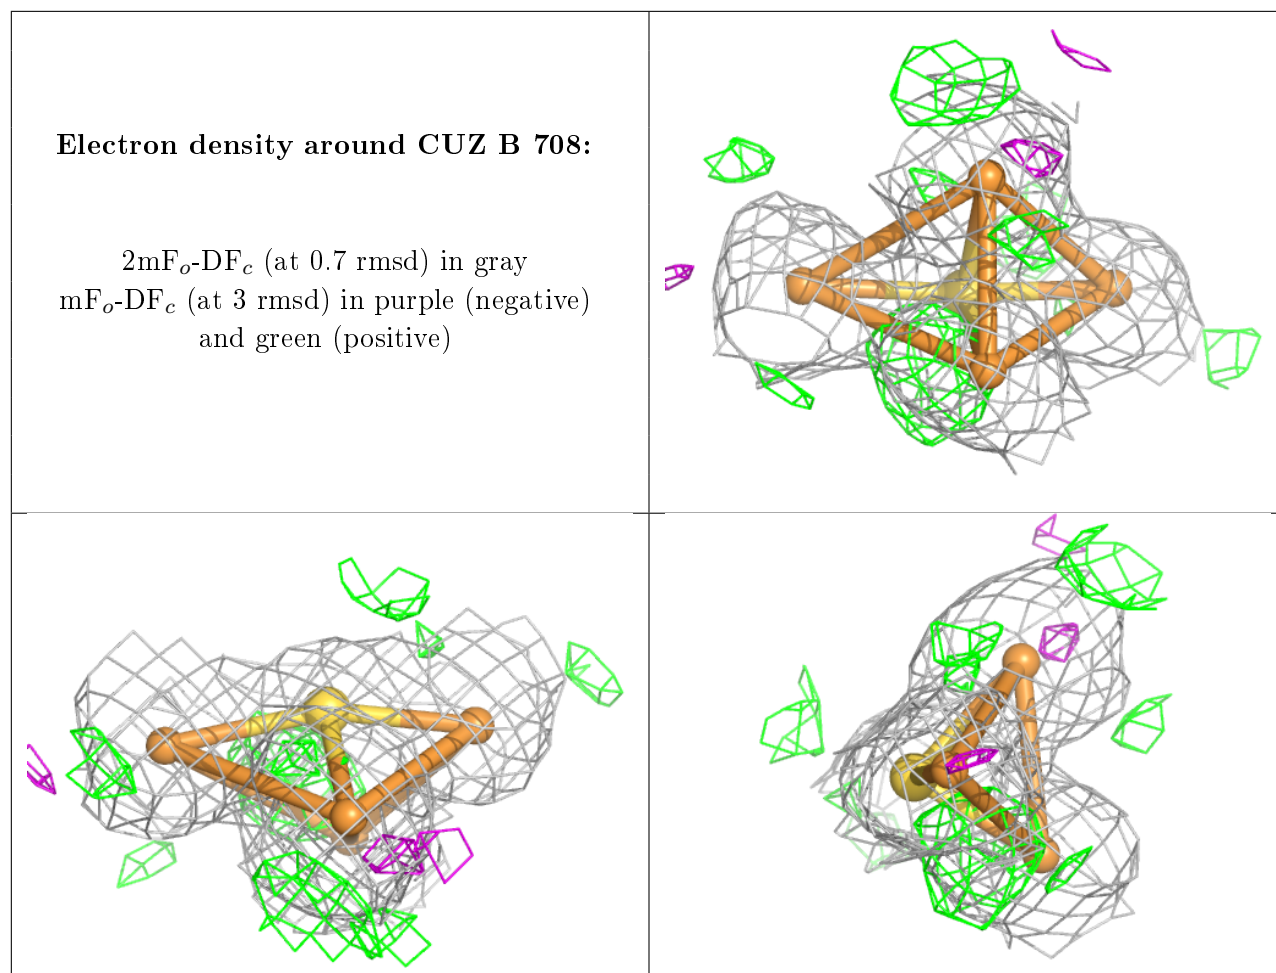 Electron density around CUZ B 708:
2mFo-DFc (at 0.7 rmsd) in gray
mFo-DFc (at 3 rmsd) in purple (negative)
and green (positive)